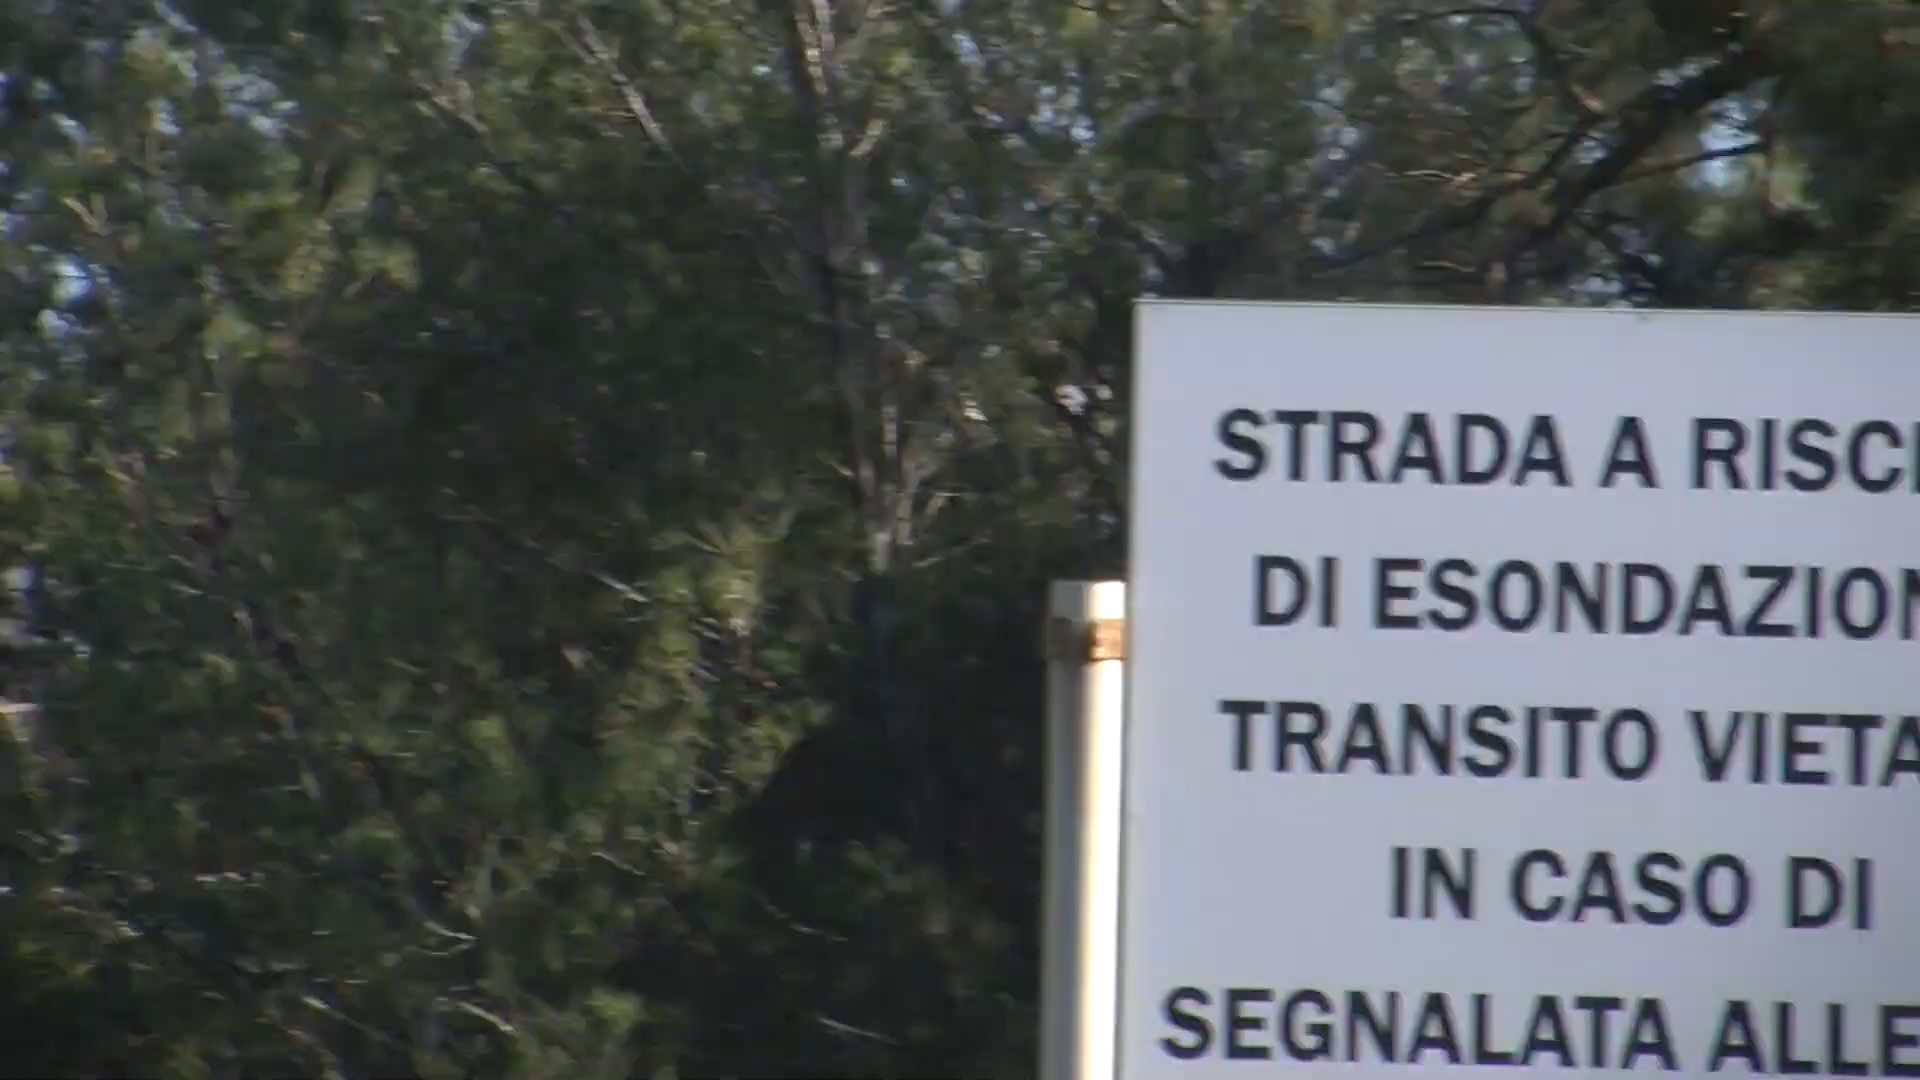 STRADA A RISC
DI ESONDAZION
TRANSITO VIETA
IN CASO DI
SEGNALATA ALLE